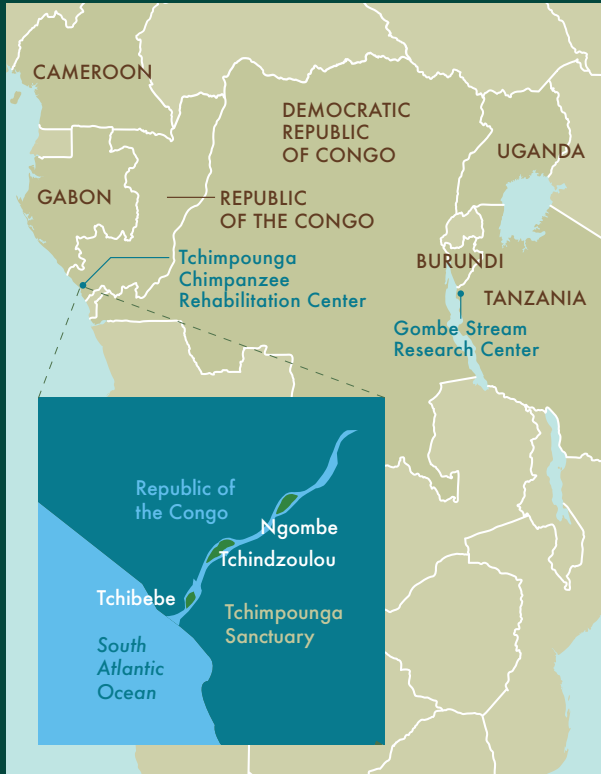 CAMEROON
DEMOCRATIC
REPUBLIC
OF CONGO
UGANDA
GABON
REPUBLIC
OF THE CONGO
BURUNDI
TANZANIA
Tchimpounga
Chimpanzee
Rehabilitation Center
Gombe Stream
Research Center
Republic of
the Congo
Ngombe
Tchindzoulou
Tchibebe
Tchimpounga
Sanctuary
South
Atlantic
Ocean